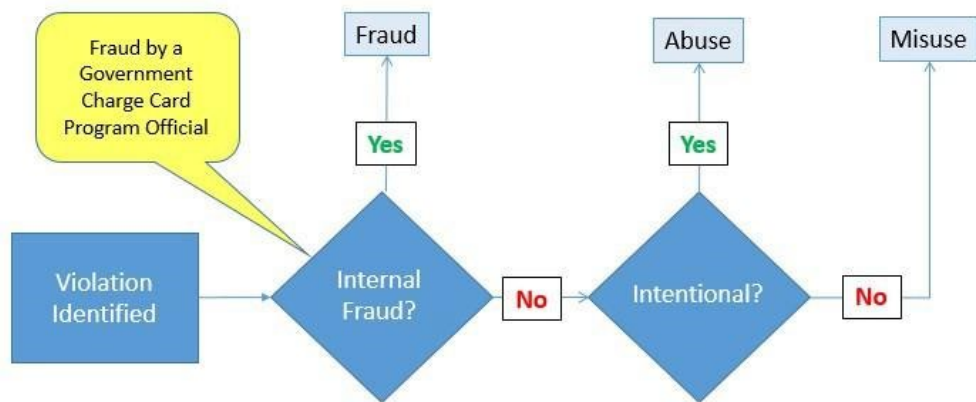 Fraud by a
Government
Charge Card
Program Official
Fraud
Abuse
Misuse
Yes
Yes
Violation
Identified
Internal
Fraud?
No
Intentional?
No